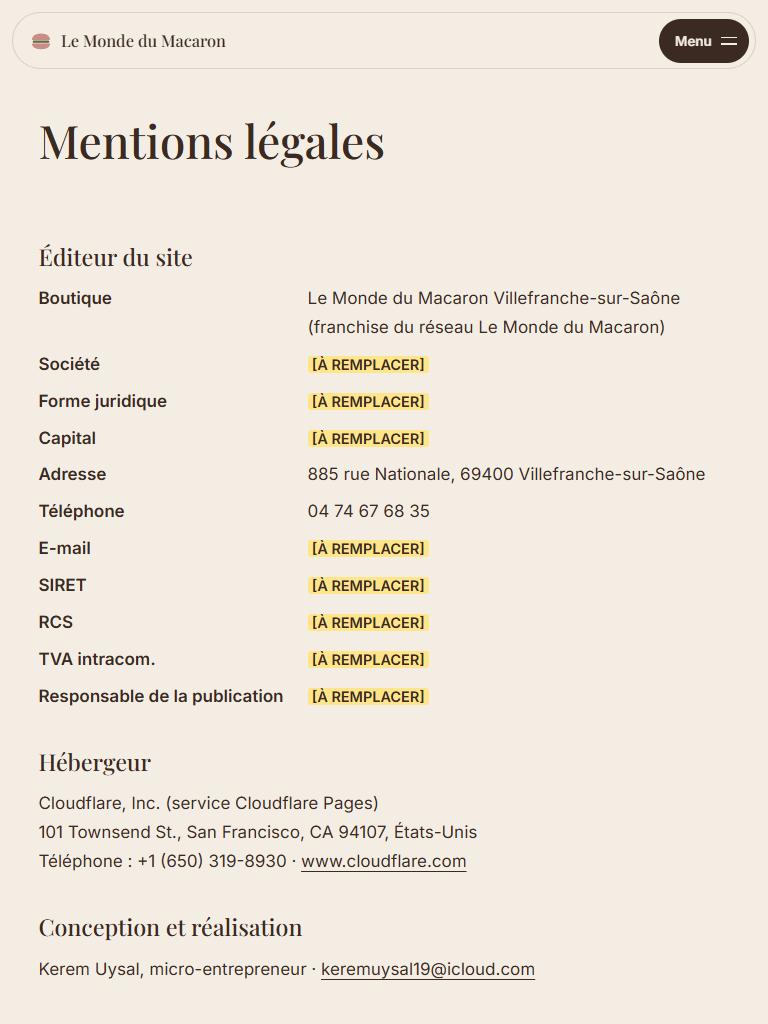 Le Monde du Macaron
Menu
Mentions légales
Éditeur du site
Boutique
Le Monde du Macaron Villefranche-sur-Saône
(franchise du réseau Le Monde du Macaron)
Société [À REMPLACER]
Forme juridique [À REMPLACER]
Capital [À REMPLACER]
Adresse 885 rue Nationale, 69400 Villefranche-sur-Saône
Téléphone 04 74 67 68 35
E-mail [À REMPLACER]
SIRET [À REMPLACER]
RCS [À REMPLACER]
TVA intracom. [À REMPLACER]
Responsable de la publication [À REMPLACER]
Hébergeur
Cloudflare, Inc. (service Cloudflare Pages)
101 Townsend St., San Francisco, CA 94107, États-Unis
Téléphone : +1 (650) 319-8930 · www.cloudflare.com
Conception et réalisation
Kerem Uysal, micro-entrepreneur · keremuysal19@icloud.com